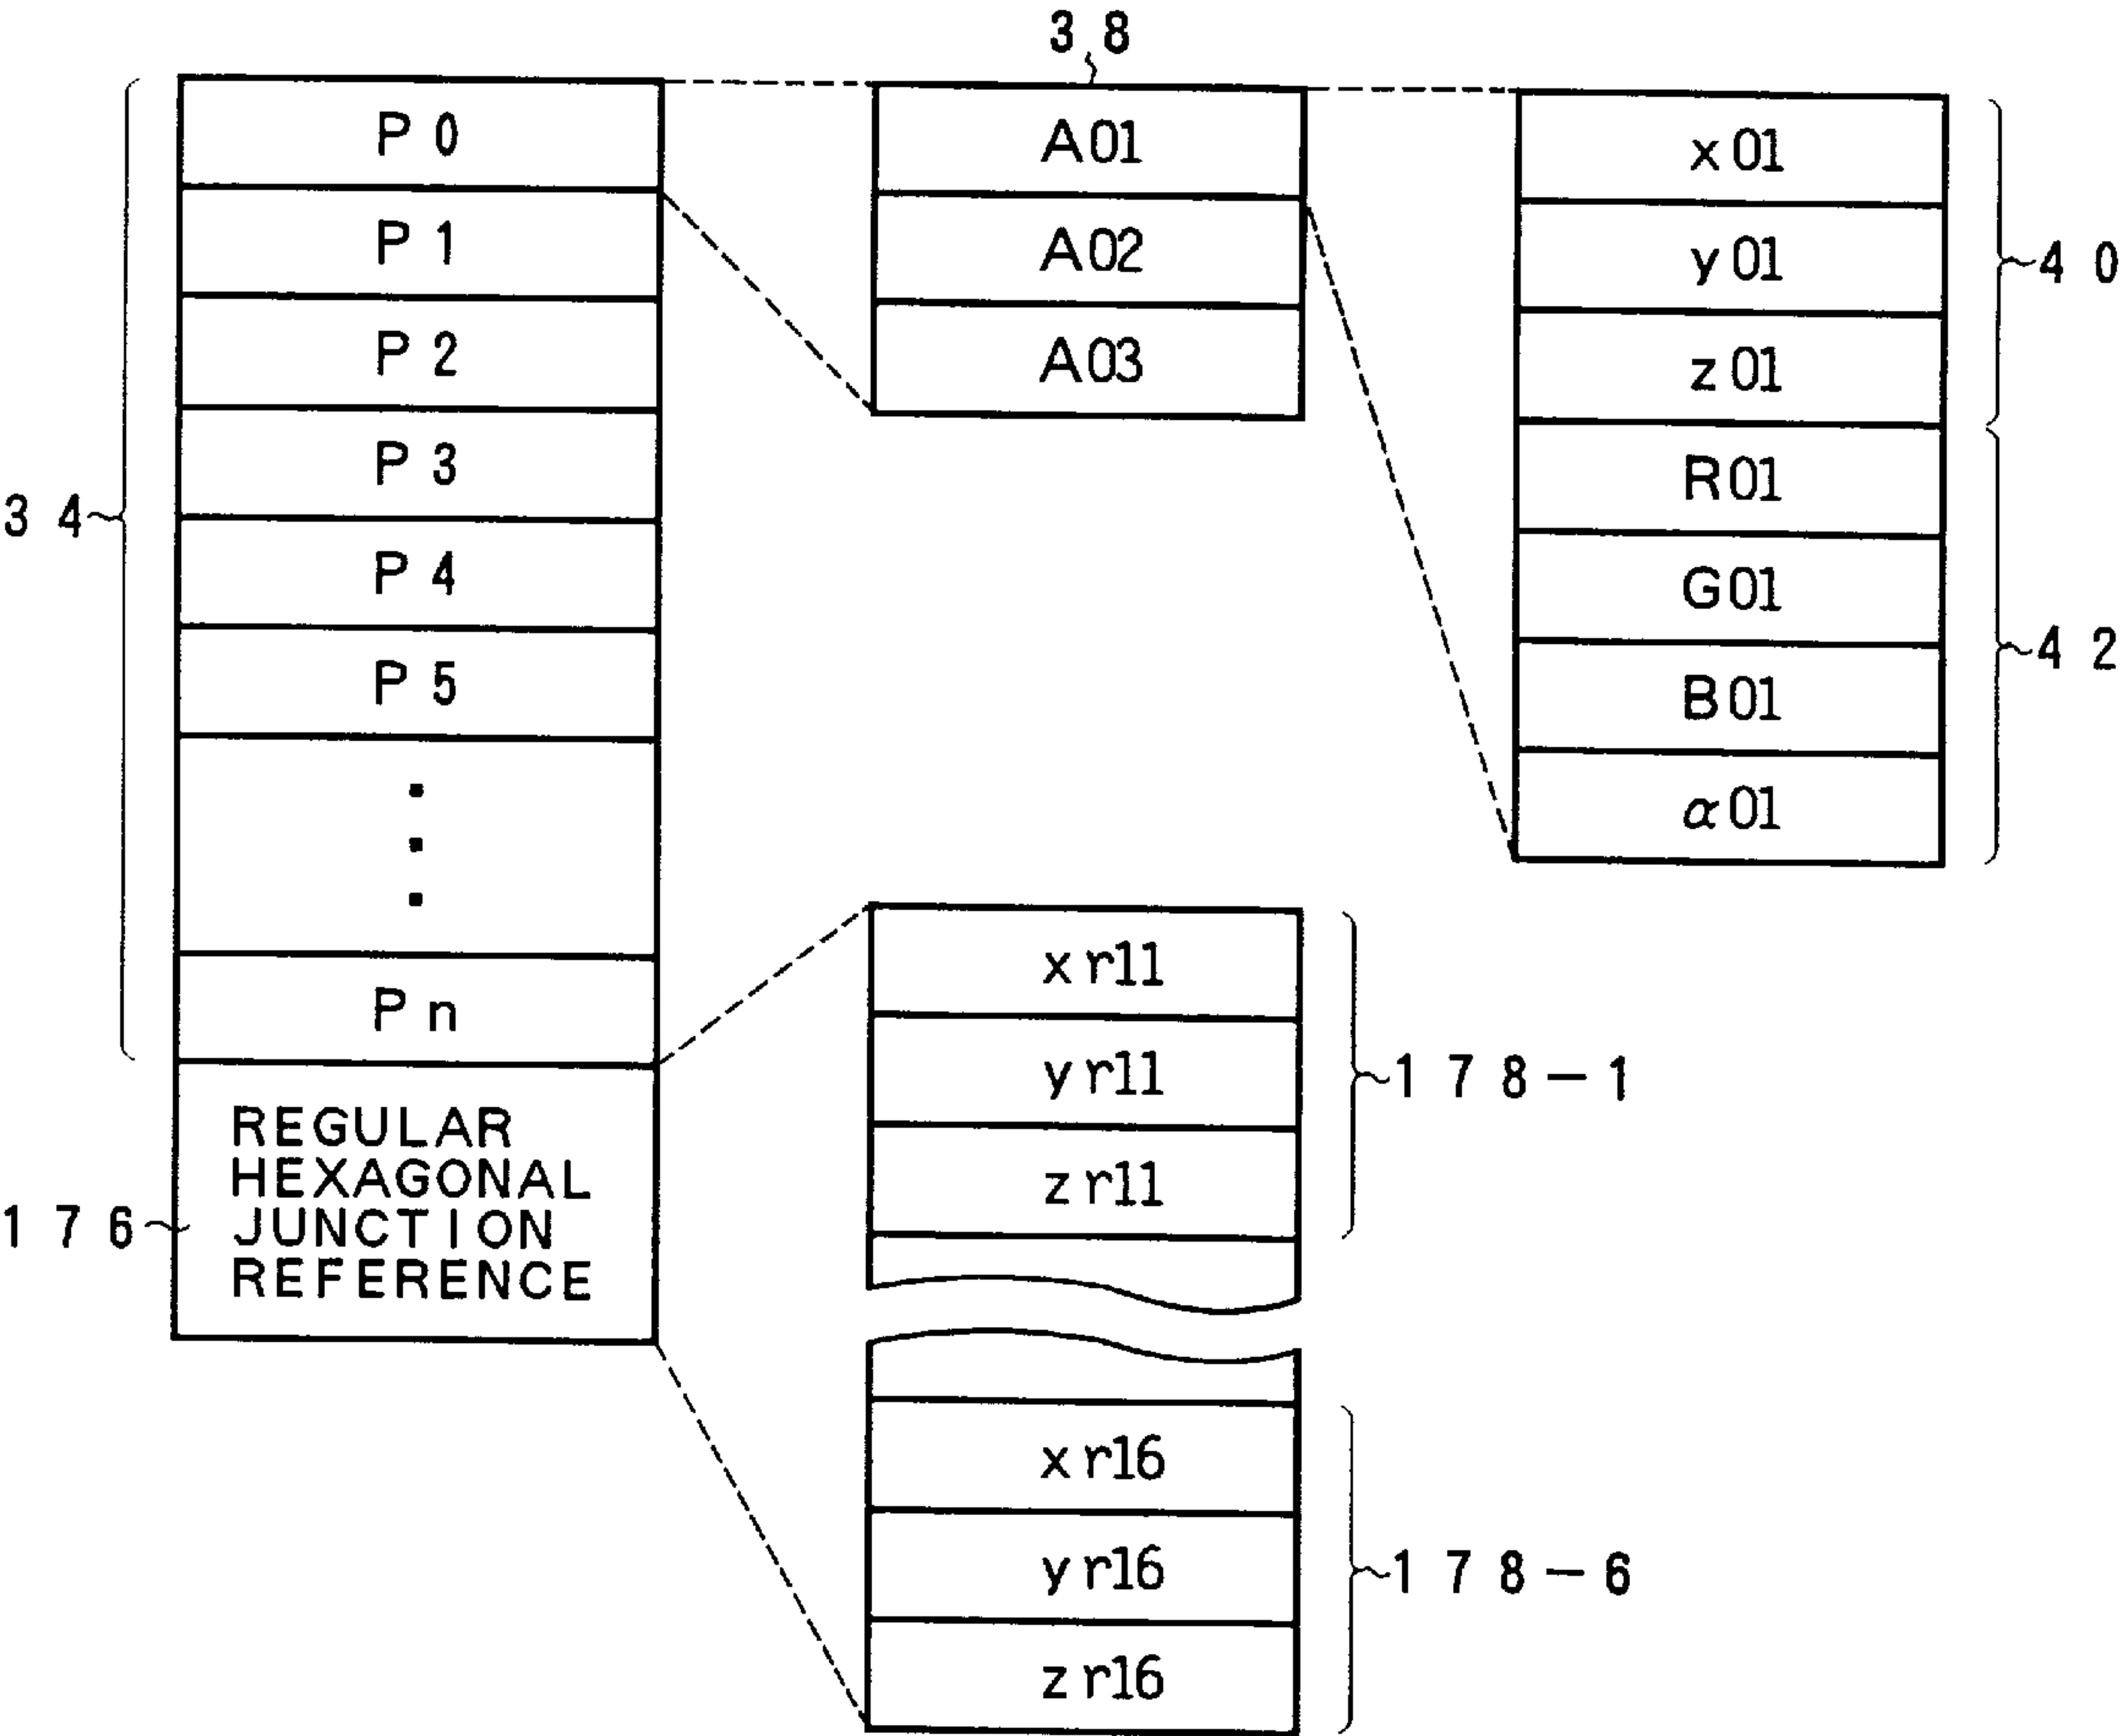 38
P0
P1
P2
P3
P4
P5
Pn
34
REGULAR
HEXAGONAL
JUNCTION
REFERENCE
176
A01
A02
A03
x01
y01
z01
R01
G01
B01
α01
40
42
xr11
yr11
zr11
178-1
xr16
yr16
zr16
178-6